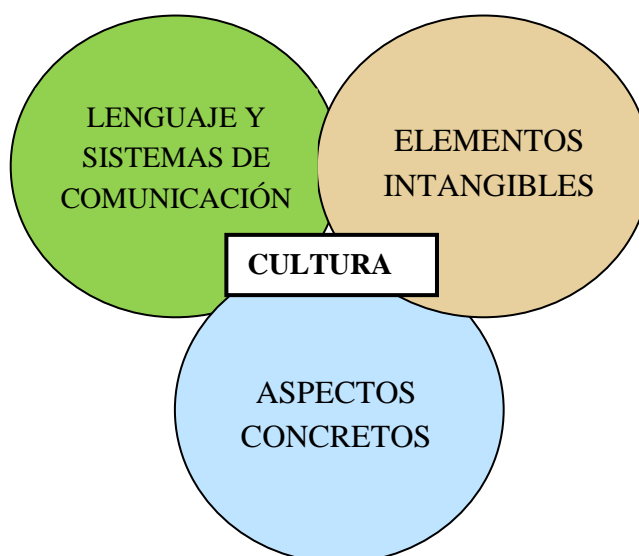 LENGUAJE Y
SISTEMAS DE
COMUNICACIÓN
ELEMENTOS
INTANGIBLES
CULTURA
ASPECTOS
CONCRETOS